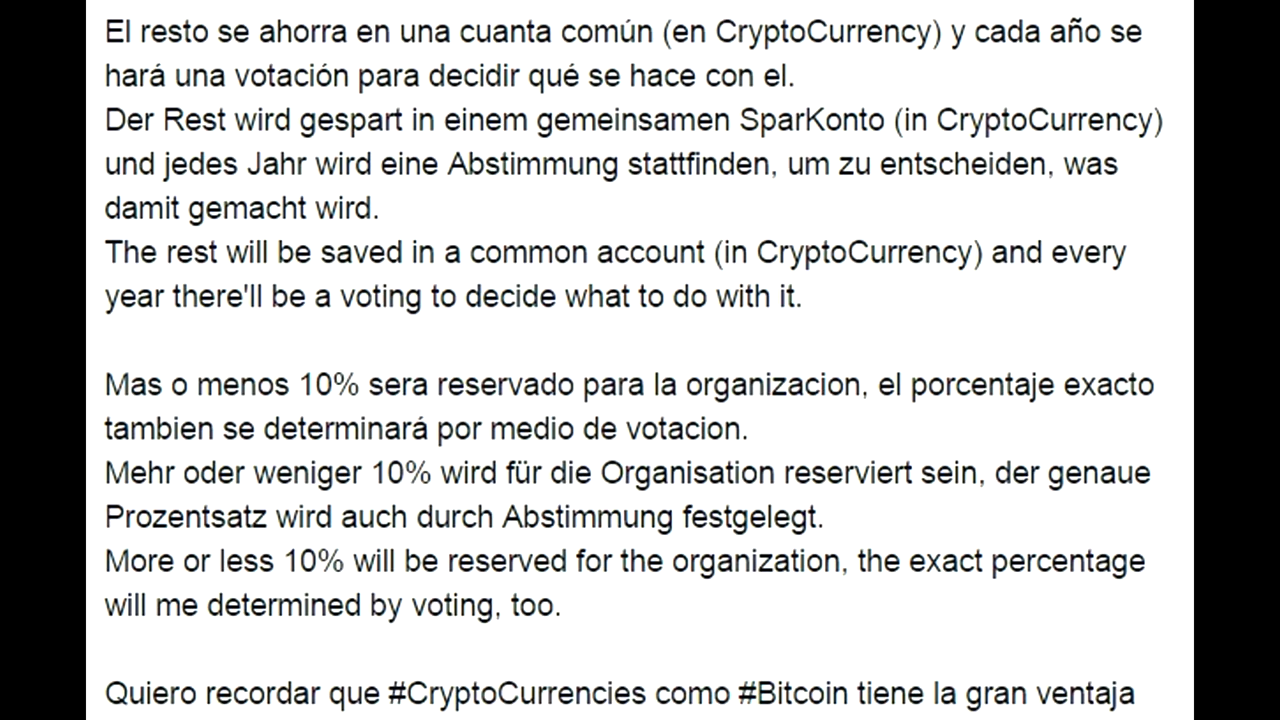 El resto se ahorra en una cuanta común (en CryptoCurrency) y cada año se
hará una votación para decidir qué se hace con el.
Der Rest wird gespart in einem gemeinsamen SparKonto (in CryptoCurrency)
und jedes Jahr wird eine Abstimmung stattfinden, um zu entscheiden, was
damit gemacht wird.
The rest will be saved in a common account (in CryptoCurrency) and every
year there'll be a voting to decide what to do with it.
Mas o menos 10% sera reservado para la organizacion, el porcentaje exacto
tambien se determinará por medio de votacion.
Mehr oder weniger 10% wird für die Organisation reserviert sein, der genaue
Prozentsatz wird auch durch Abstimmung festgelegt.
More or less 10% will be reserved for the organization, the exact percentage
will me determined by voting, too.
Quiero recordar que #CryptoCurrencies como #Bitcoin tiene la gran ventaja